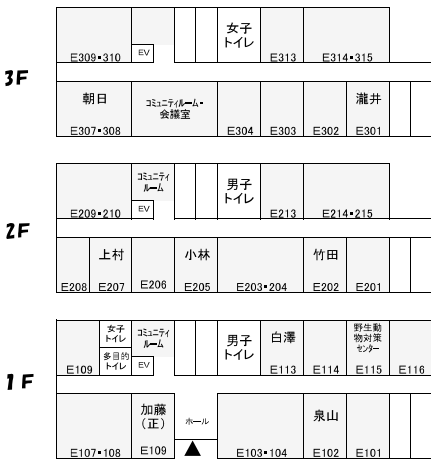 3F
女子
トイレ
E309・310
EV
E313
E314・315
朝日
コミュニティルーム・
会議室
瀧井
E307・308
E304
E303
E302
E301
2F
コミュニティ
ルーム
男子
トイレ
E209・210
EV
E213
E214・215
上村
小林
竹田
E208
E207
E206
E205
E203・204
E202
E201
1F
女子
トイレ
コミュニティ
ルーム
男子
トイレ
白澤
野生動
物対策
センター
多目的
トイレ
EV
E109
E113
E114
E115
E116
加藤
(正)
ホール
泉山
E107・108
E109
E103・104
E102
E101